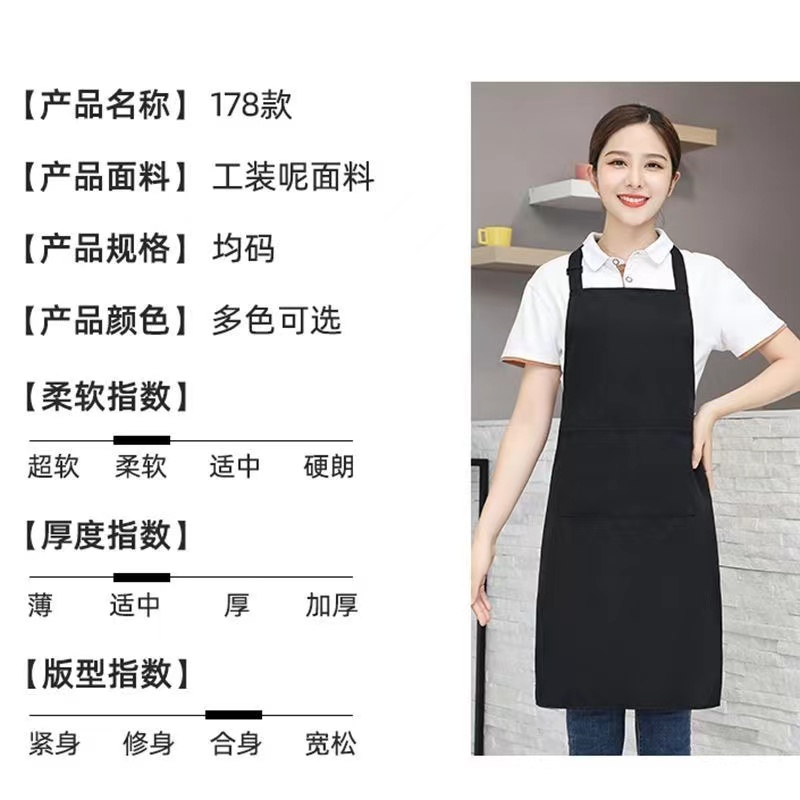 【产品名称】 178款
【产品面料】 工装呢面料
【产品规格】 均码
【产品颜色】 多色可选
【柔软指数】
超软 柔软 适中 硬朗
【厚度指数】
薄 适中 厚 加厚
【版型指数】
紧身 修身 合身 宽松